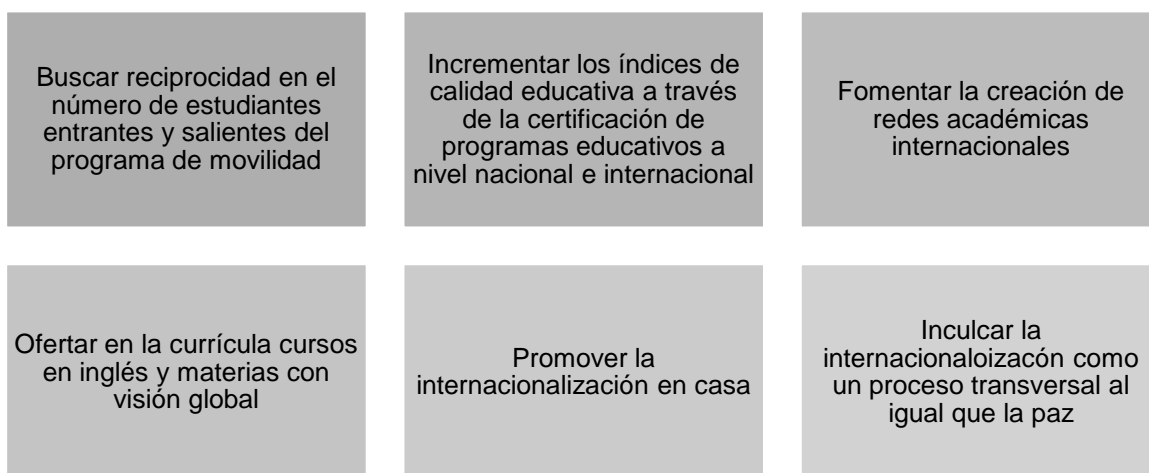 Buscar reciprocidad en el
número de estudiantes
entrantes y salientes del
programa de movilidad
Incrementar los índices de
calidad educativa a través
de la certificación de
programas educativos a
nivel nacional e internacional
Fomentar la creación de
redes académicas
internacionales
Ofertar en la currícula cursos
en inglés y materias con
visión global
Promover la
internacionalización en casa
Inculcar la
internacionaloizacón como
un proceso transversal al
igual que la paz